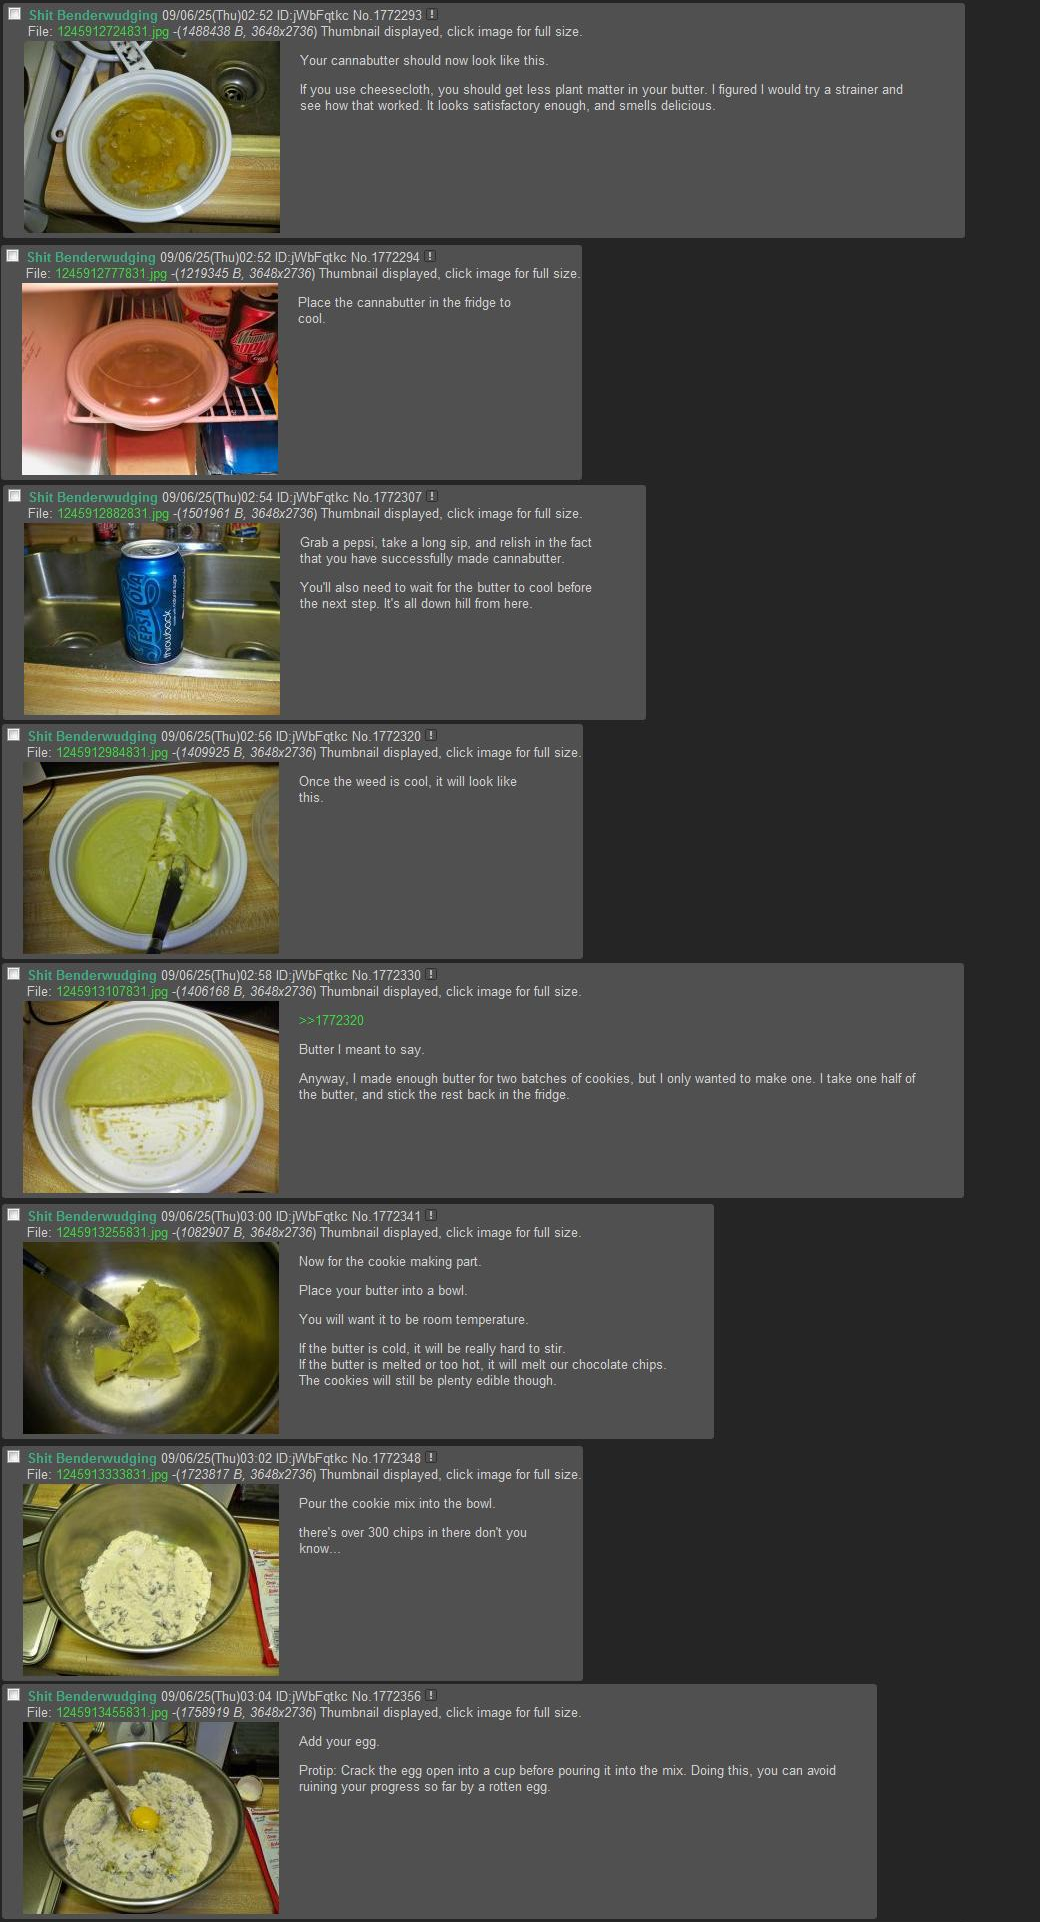 Shit Benderwudging 09/06/25(Thu)02:52 ID:jWbFqtkc No.1772293 !
File: 1245912724831.jpg -(1488438 B, 3648x2736) Thumbnail displayed, click image for full size.
Your cannabutter should now look like this.
If you use cheesecloth, you should get less plant matter in your butter. I figured I would try a strainer and
see how that worked. It looks satisfactory enough, and smells delicious.
Shit Benderwudging 09/06/25(Thu)02:52 ID:jWbFqtkc No.1772294 !
File: 1245912777831.jpg -(1219345 B, 3648x2736) Thumbnail displayed, click image for full size.
Place the cannabutter in the fridge to
cool.
Mountain
Dew
Shit Benderwudging 09/06/25(Thu)02:54 ID:jWbFqtkc No.1772307 !
File: 1245912882831.jpg -(1501961 B, 3648x2736) Thumbnail displayed, click image for full size.
Grab a pepsi, take a long sip, and relish in the fact
that you have successfully made cannabutter.
You'll also need to wait for the butter to cool before
the next step. It's all down hill from here.
PEPSI COLA
throwback
Shit Benderwudging 09/06/25(Thu)02:56 ID:jWbFqtkc No.1772320 !
File: 1245912984831.jpg -(1409925 B, 3648x2736) Thumbnail displayed, click image for full size.
Once the weed is cool, it will look like
this.
Shit Benderwudging 09/06/25(Thu)02:58 ID:jWbFqtkc No.1772330 !
File: 1245913107831.jpg -(1406168 B, 3648x2736) Thumbnail displayed, click image for full size.
>>1772320
Butter I meant to say.
Anyway, I made enough butter for two batches of cookies, but I only wanted to make one. I take one half of
the butter, and stick the rest back in the fridge.
Shit Benderwudging 09/06/25(Thu)03:00 ID:jWbFqtkc No.1772341 !
File: 1245913255831.jpg -(1082907 B, 3648x2736) Thumbnail displayed, click image for full size.
Now for the cookie making part.
Place your butter into a bowl.
You will want it to be room temperature.
If the butter is cold, it will be really hard to stir.
If the butter is melted or too hot, it will melt our chocolate chips.
The cookies will still be plenty edible though.
Shit Benderwudging 09/06/25(Thu)03:02 ID:jWbFqtkc No.1772348 !
File: 1245913333831.jpg -(1723817 B, 3648x2736) Thumbnail displayed, click image for full size.
Pour the cookie mix into the bowl.
there's over 300 chips in there don't you
know...
Shit Benderwudging 09/06/25(Thu)03:04 ID:jWbFqtkc No.1772356 !
File: 1245913455831.jpg -(1758919 B, 3648x2736) Thumbnail displayed, click image for full size.
Add your egg.
Protip: Crack the egg open into a cup before pouring it into the mix. Doing this, you can avoid
ruining your progress so far by a rotten egg.